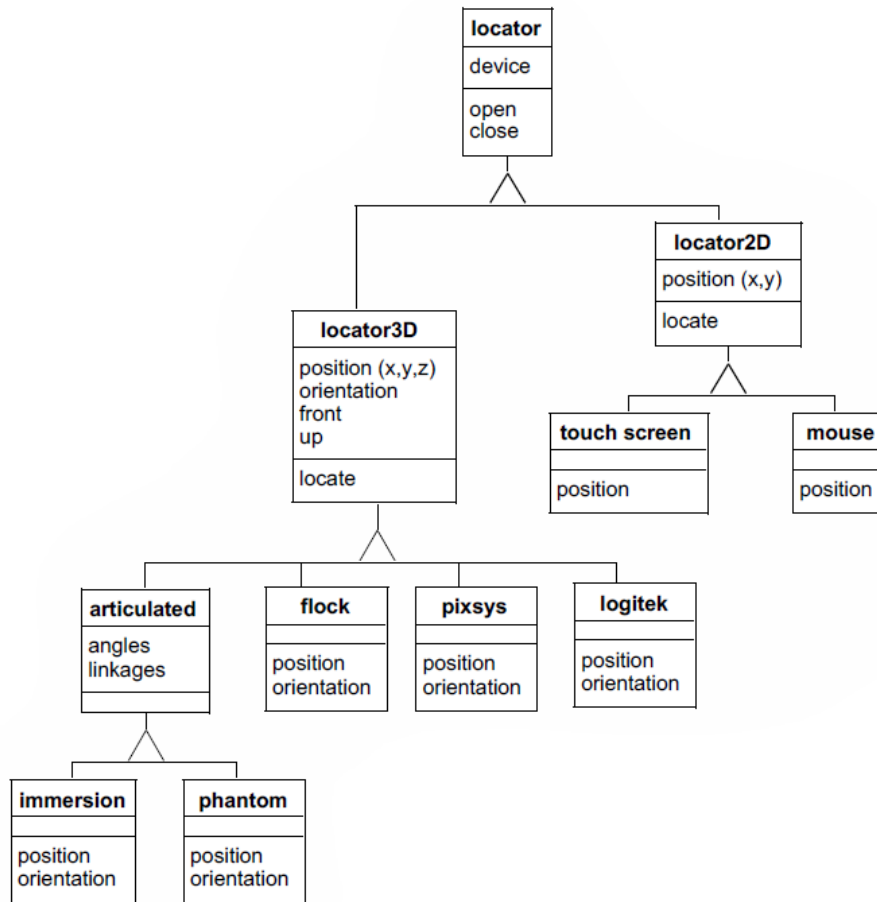 locator
device
open
close
locator2D
position (x,y)
locate
locator3D
position (x,y,z)
orientation
front
up
locate
touch screen
position
mouse
position
articulated
angles
linkages
flock
position
orientation
pixsys
position
orientation
logitek
position
orientation
immersion
position
orientation
phantom
position
orientation